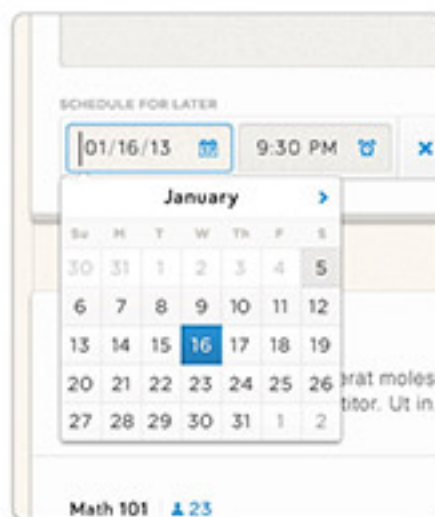 SCHEDULE FOR LATER
01/16/13 9:30 PM
January
Su M T W Th F S
30 31 1 2 3 4 5
6 7 8 9 10 11 12
13 14 15 16 17 18 19
20 21 22 23 24 25 26 erat moles
27 28 29 30 31 1 2 titor. Ut in
Math 101 23